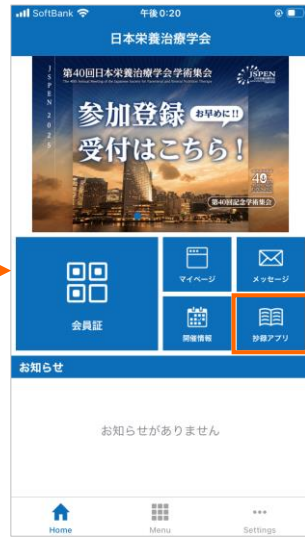 SoftBank 午後0:20
日本栄養治療学会
JSPEN 2025
第40回日本栄養治療学会学術集会
JSPEN
参加登録 お早めに!!
受付はこちら!
40
第40回記念学術集会
会員証
マイページ
メッセージ
開催情報
抄録アプリ
お知らせ
お知らせがありません
Home
Menu
Settings